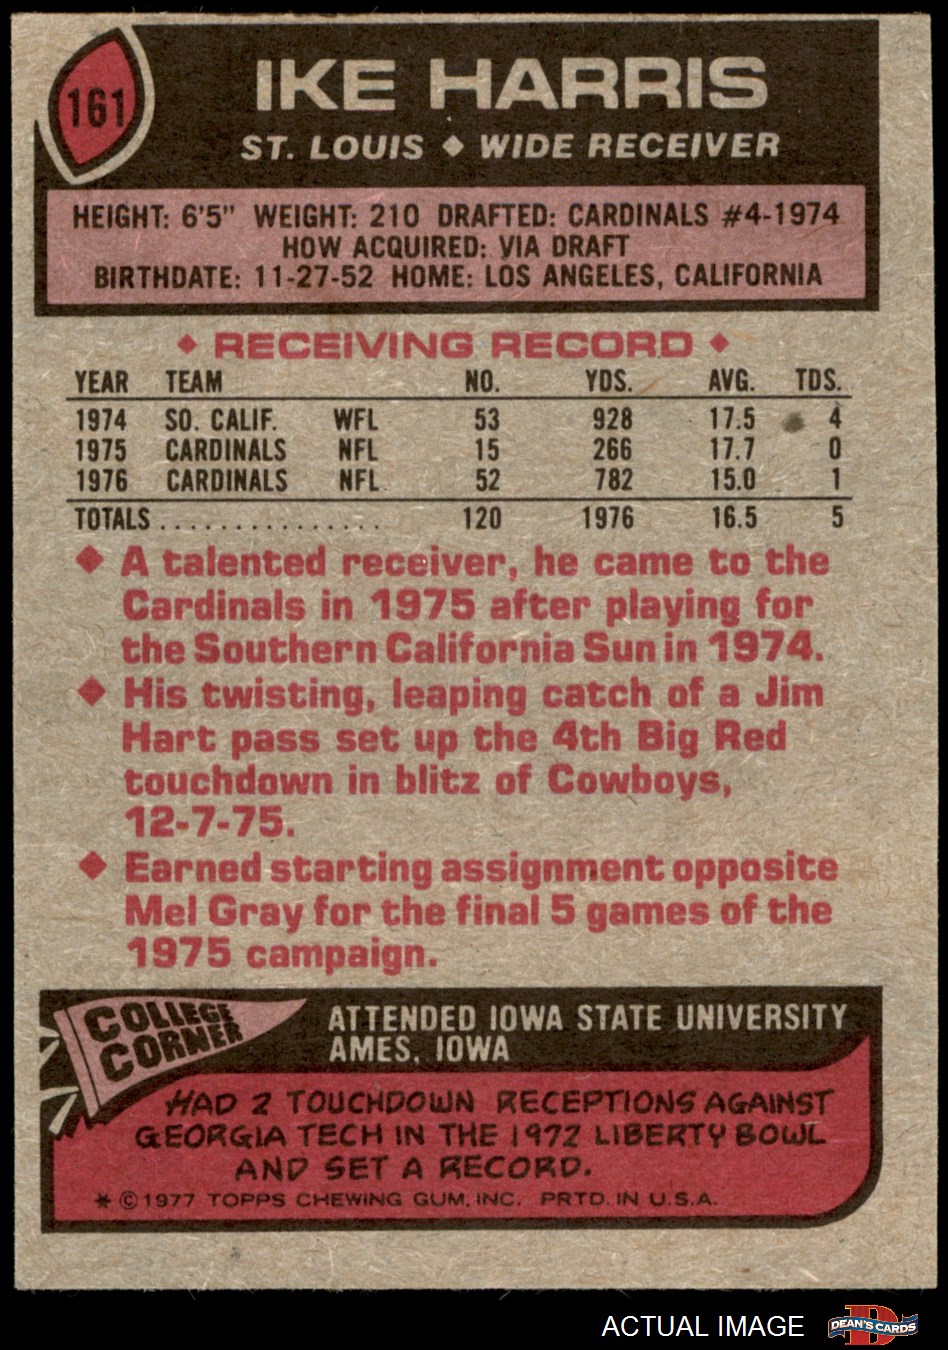 161
IKE HARRIS
ST. LOUIS ♦ WIDE RECEIVER
HEIGHT: 6'5" WEIGHT: 210 DRAFTED: CARDINALS #4-1974
HOW ACQUIRED: VIA DRAFT
BIRTHDATE: 11-27-52 HOME: LOS ANGELES, CALIFORNIA
♦ RECEIVING RECORD ♦
YEAR TEAM NO. YDS. AVG. TDS.
1974 SO. CALIF. WFL 53 928 17.5 4
1975 CARDINALS NFL 15 266 17.7 0
1976 CARDINALS NFL 52 782 15.0 1
TOTALS................ 120 1976 16.5 5
♦ A talented receiver, he came to the
Cardinals in 1975 after playing for
the Southern California Sun in 1974.
♦ His twisting, leaping catch of a Jim
Hart pass set up the 4th Big Red
touchdown in blitz of Cowboys,
12-7-75.
♦ Earned starting assignment opposite
Mel Gray for the final 5 games of the
1975 campaign.
COLLEGE
CORNER
ATTENDED IOWA STATE UNIVERSITY
AMES, IOWA
HAD 2 TOUCHDOWN RECEPTIONS AGAINST
GEORGIA TECH IN THE 1972 LIBERTY BOWL
AND SET A RECORD.
* © 1977 TOPPS CHEWING GUM, INC. PRTD. IN U.S.A.
ACTUAL IMAGE
DEAN'S CARDS